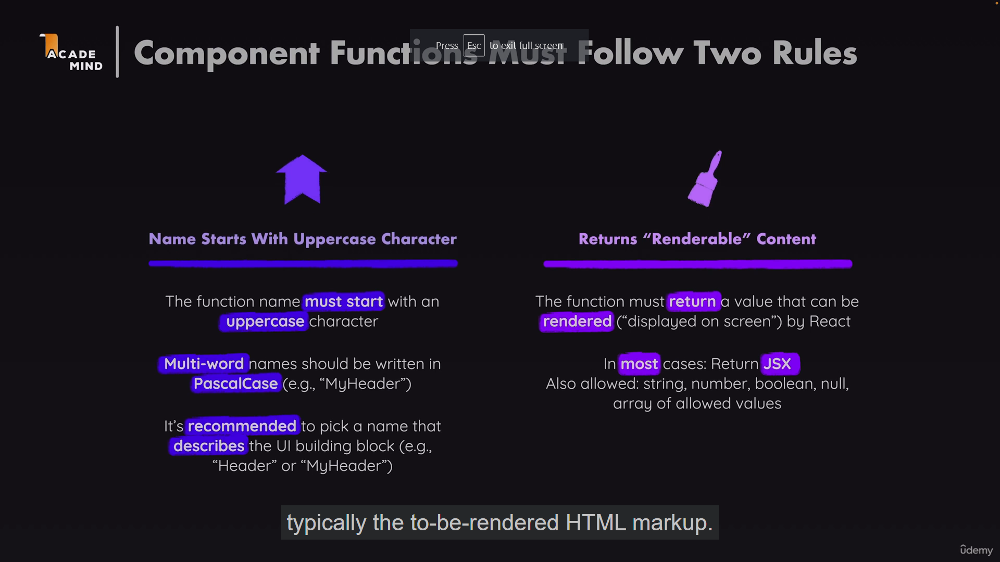 ACADE
MIND
Component Functions Must Follow Two Rules
Press Esc to exit full screen
Name Starts With Uppercase Character
The function name must start with an
uppercase character
Multi-word names should be written in
PascalCase (e.g., “MyHeader”)
It’s recommended to pick a name that
describes the UI building block (e.g.,
“Header” or “MyHeader”)
Returns “Renderable” Content
The function must return a value that can be
rendered (“displayed on screen”) by React
In most cases: Return JSX
Also allowed: string, number, boolean, null,
array of allowed values
typically the to-be-rendered HTML markup.
ûdemy